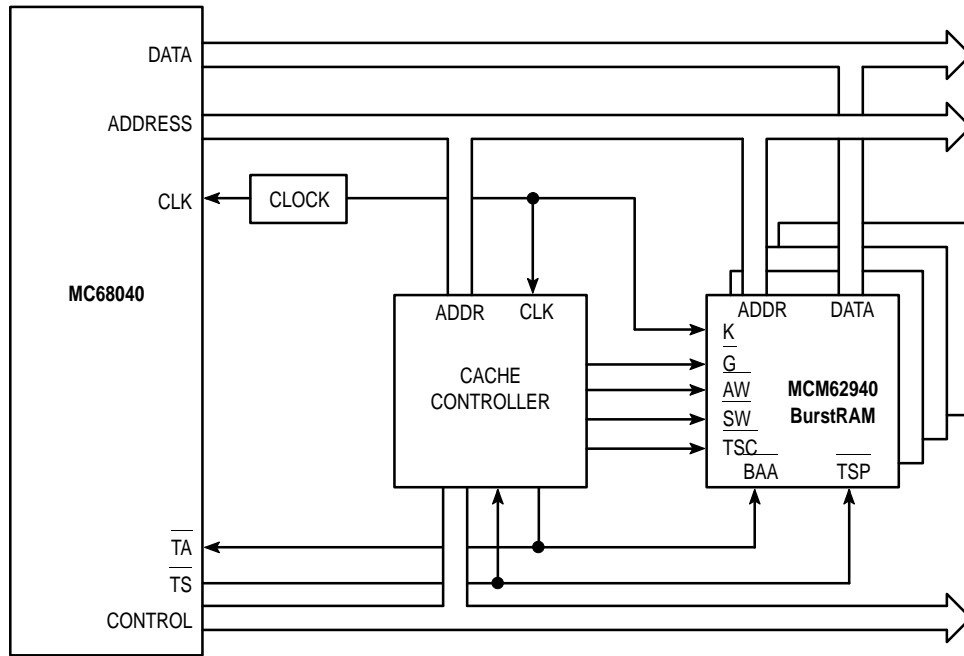 DATA
ADDRESS
CLK
CLOCK
MC68040
ADDR CLK
ADDR DATA
K
G
AW
SW
TSC
BAA TSP
CACHE
CONTROLLER
MCM62940
BurstRAM
TA
TS
CONTROL